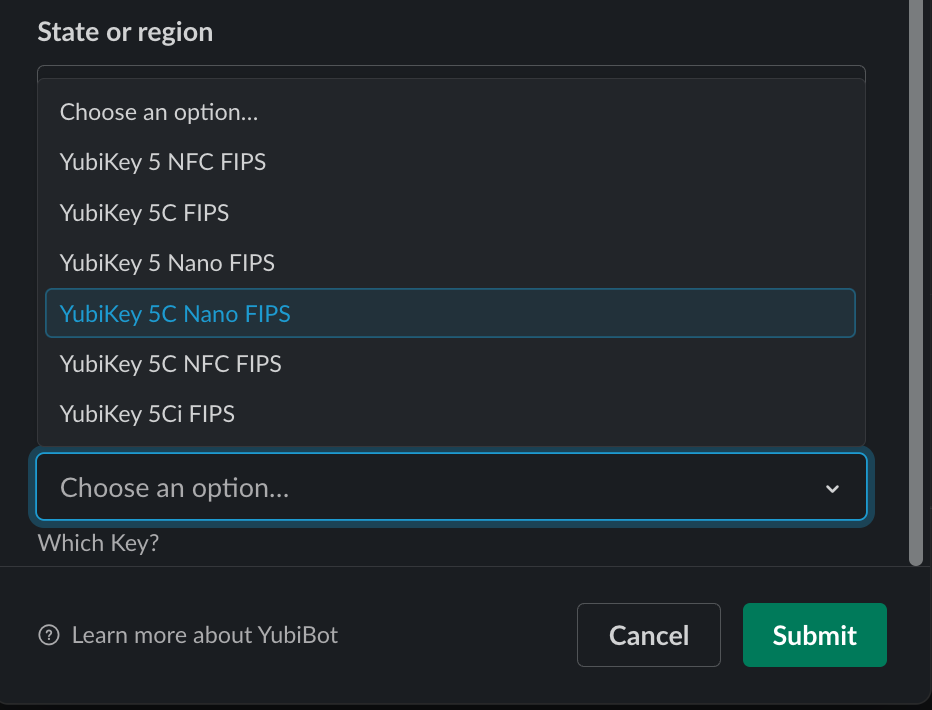 State or region
Choose an option...
YubiKey 5 NFC FIPS
YubiKey 5C FIPS
YubiKey 5 Nano FIPS
YubiKey 5C Nano FIPS
YubiKey 5C NFC FIPS
YubiKey 5Ci FIPS
Choose an option...
Which Key?
Learn more about YubiBot
Cancel
Submit